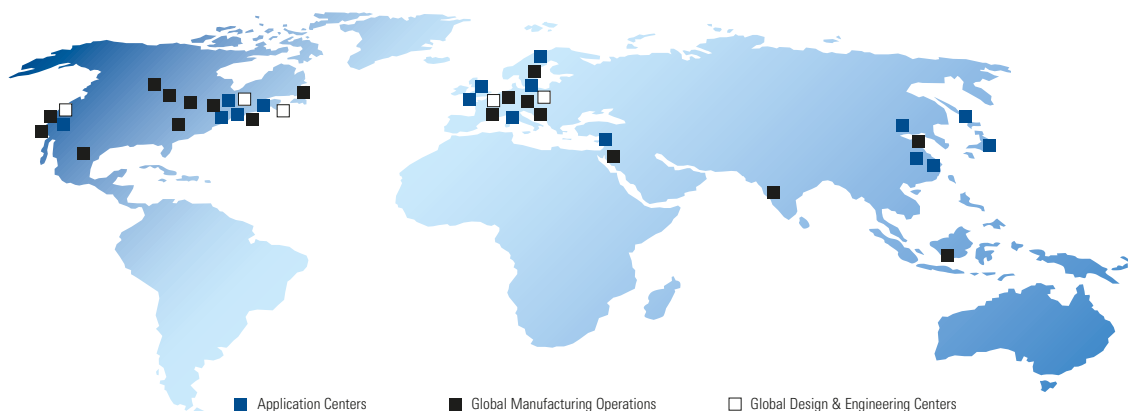 Application Centers
Global Manufacturing Operations
Global Design & Engineering Centers